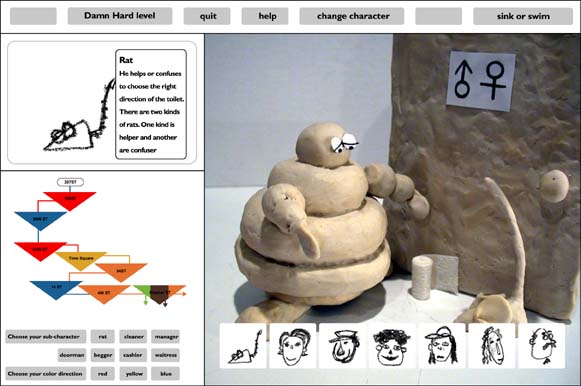 Damn Hard level
quit
help
change character
sink or swim
Rat
He helps or confuses
to choose the right
direction of the toilet.
There are two kinds
of rats. One kind is
helper and another
are confuser
Time Square
Choose your sub-character
rat
cleaner
manager
doorman
begger
cashier
waitress
Choose your color direction
red
yellow
blue